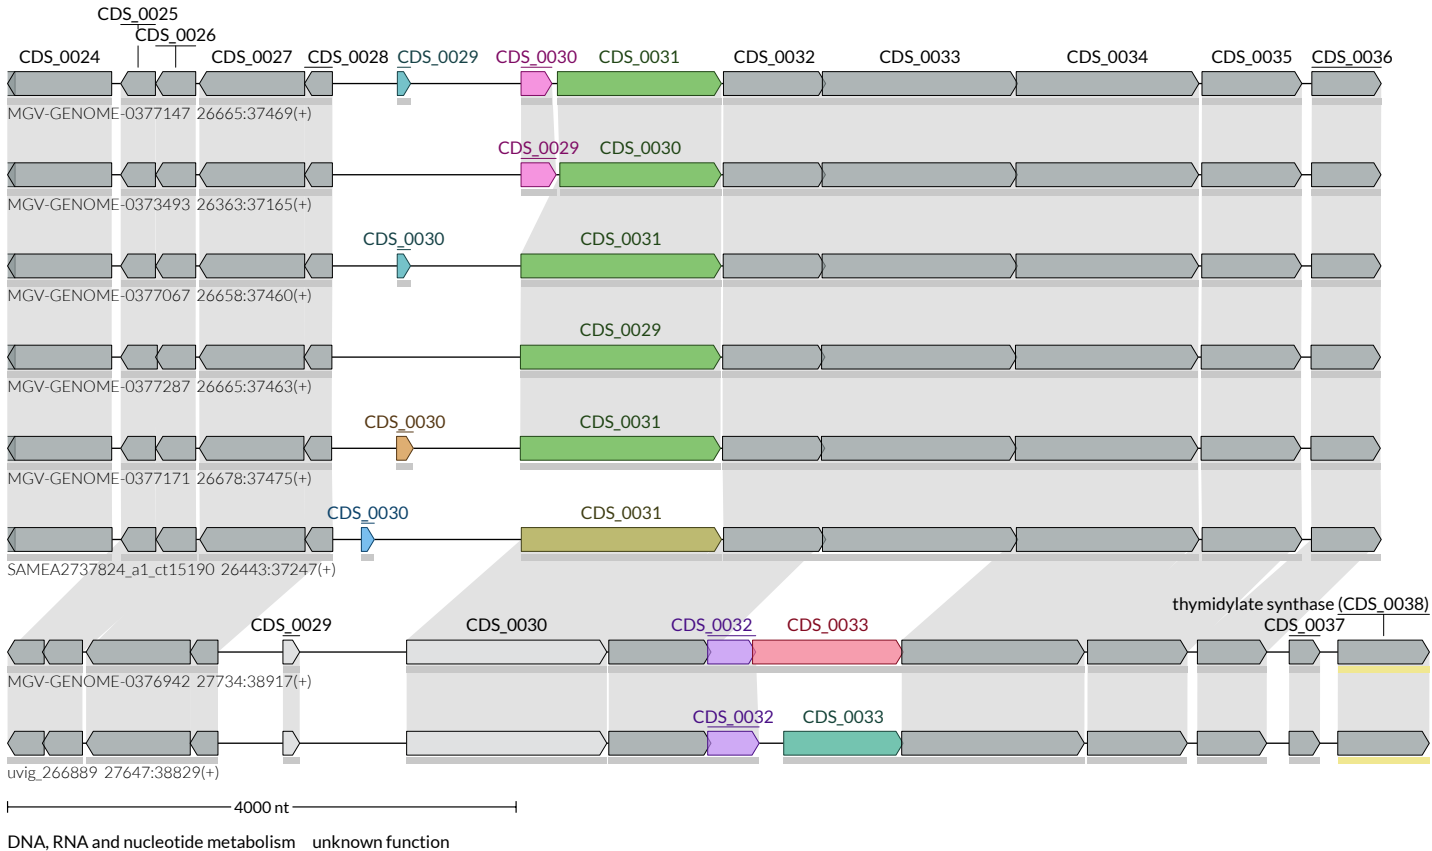 CDS_0025
CDS_0026
CDS_0024 CDS_0027 CDS_0028 CDS_0029 CDS_0030 CDS_0031 CDS_0032 CDS_0033 CDS_0034 CDS_0035 CDS_0036
MGV-GENOME-0377147 26665:37469(+)
CDS_0029 CDS_0030
MGV-GENOME-0373493 26363:37165(+)
CDS_0030 CDS_0031
MGV-GENOME-0377067 26658:37460(+)
CDS_0029
MGV-GENOME-0377287 26665:37463(+)
CDS_0030 CDS_0031
MGV-GENOME-0377171 26678:37475(+)
CDS_0030 CDS_0031
SAMEA2737824_a1_ct15190 26443:37247(+)
thymidylate synthase (CDS_0038)
CDS_0029 CDS_0030 CDS_0032 CDS_0033 CDS_0037
MGV-GENOME-0376942 27734:38917(+)
CDS_0032 CDS_0033
uvig_266889 27647:38829(+)
4000 nt
DNA, RNA and nucleotide metabolism unknown function